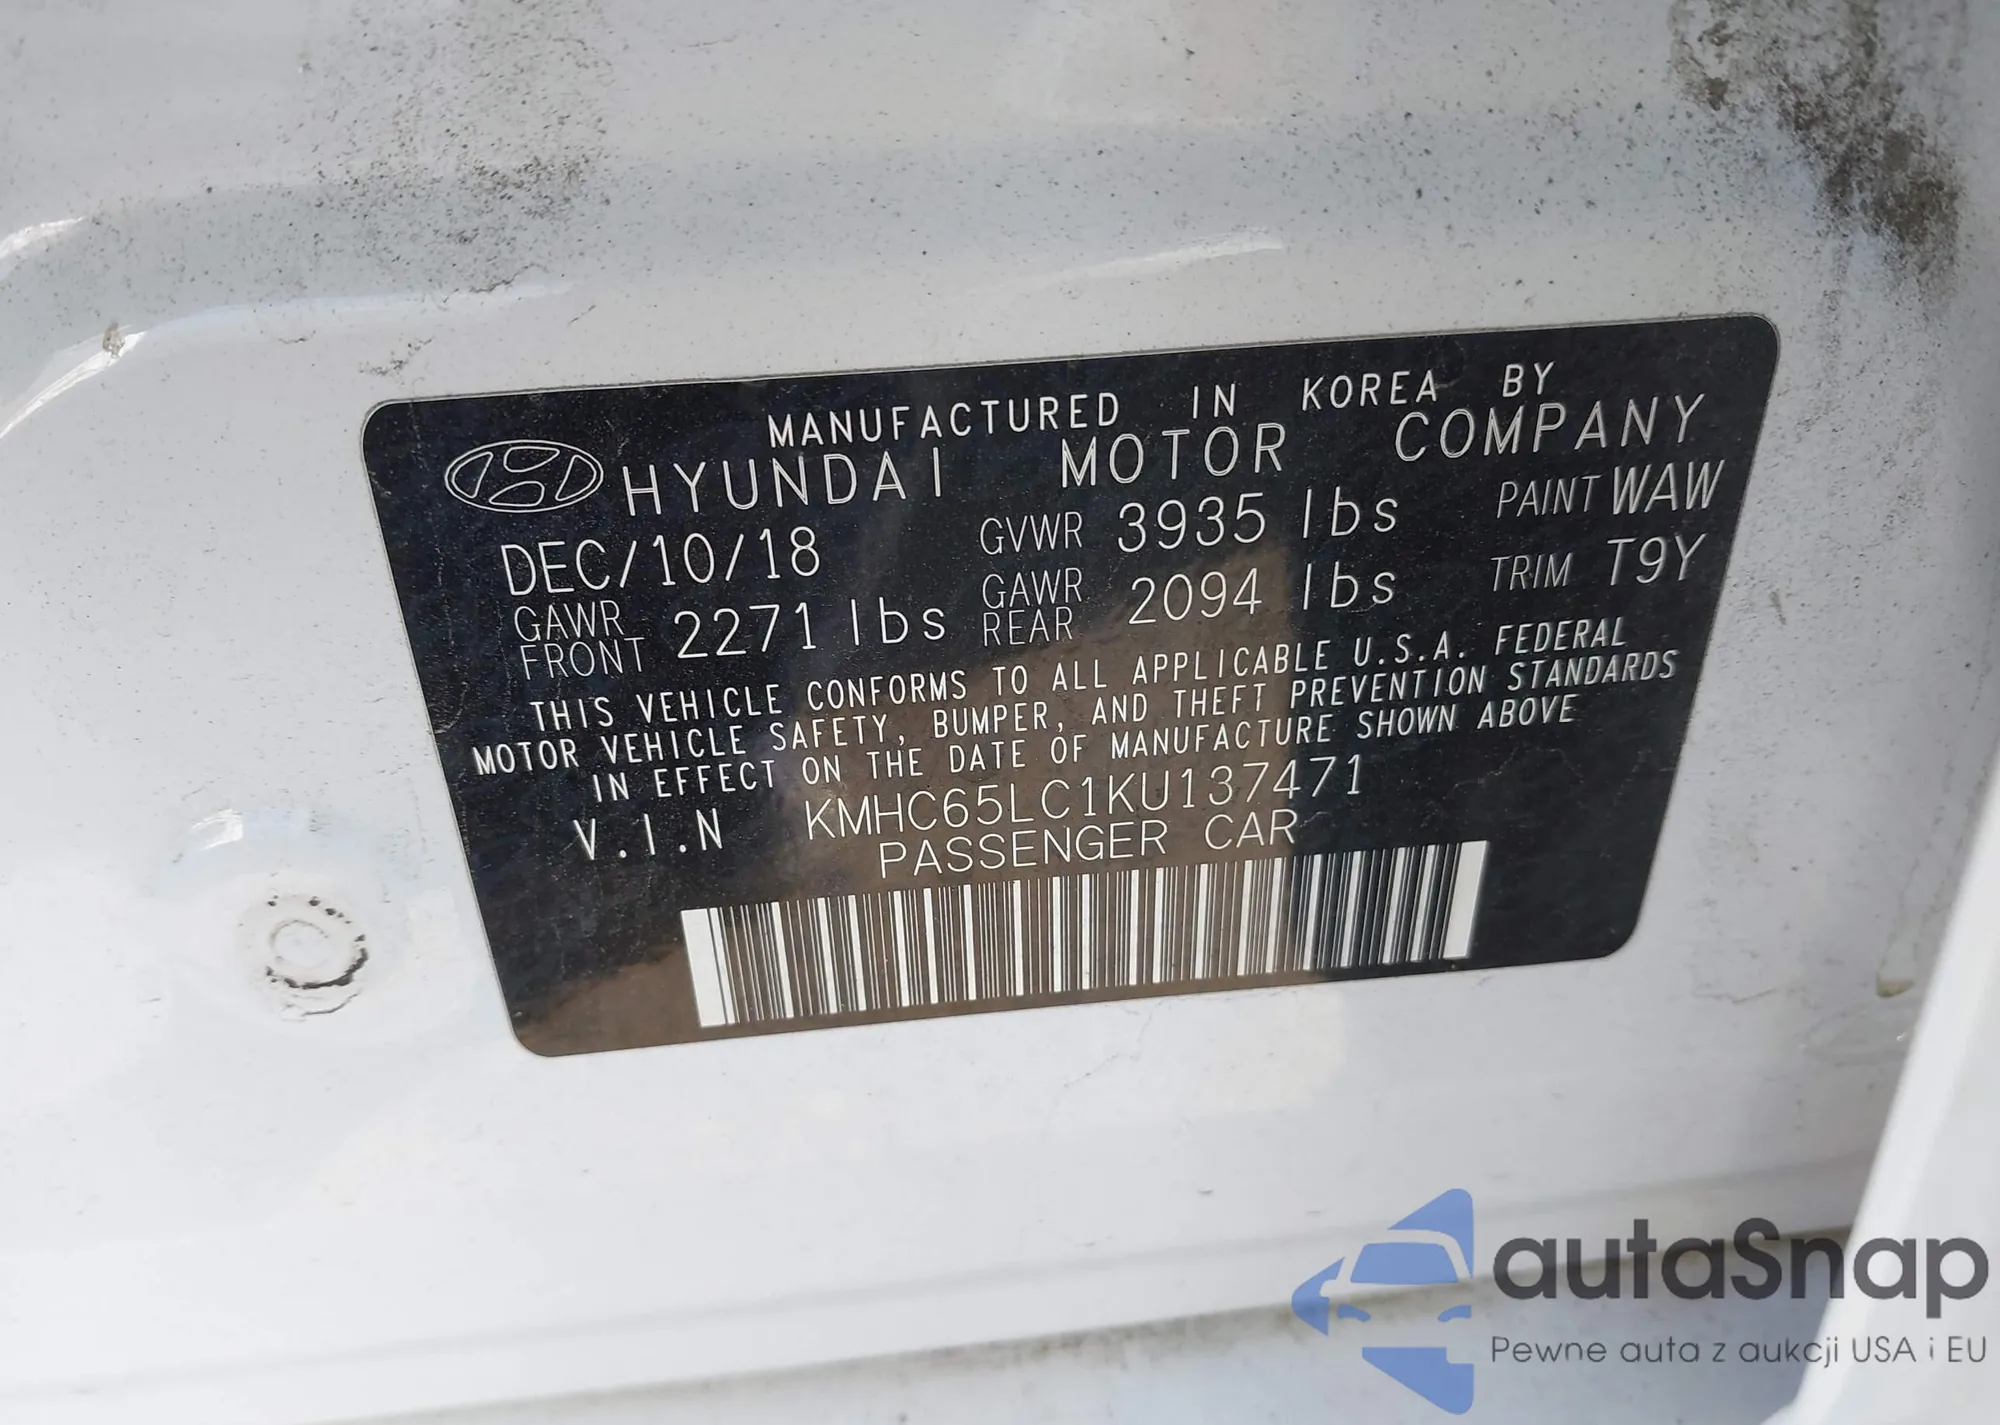 MANUFACTURED IN KOREA BY
HYUNDAI MOTOR COMPANY
DEC/10/18 GVWR 3935 lbs PAINT WAW
GAWR FRONT 2271 lbs GAWR REAR 2094 lbs TRIM T9Y
THIS VEHICLE CONFORMS TO ALL APPLICABLE U.S.A. FEDERAL
MOTOR VEHICLE SAFETY, BUMPER, AND THEFT PREVENTION STANDARDS
IN EFFECT ON THE DATE OF MANUFACTURE SHOWN ABOVE
V.I.N KMHC65LC1KU137471
PASSENGER CAR
autaSnap
Pewne auta z aukcji USA i EU